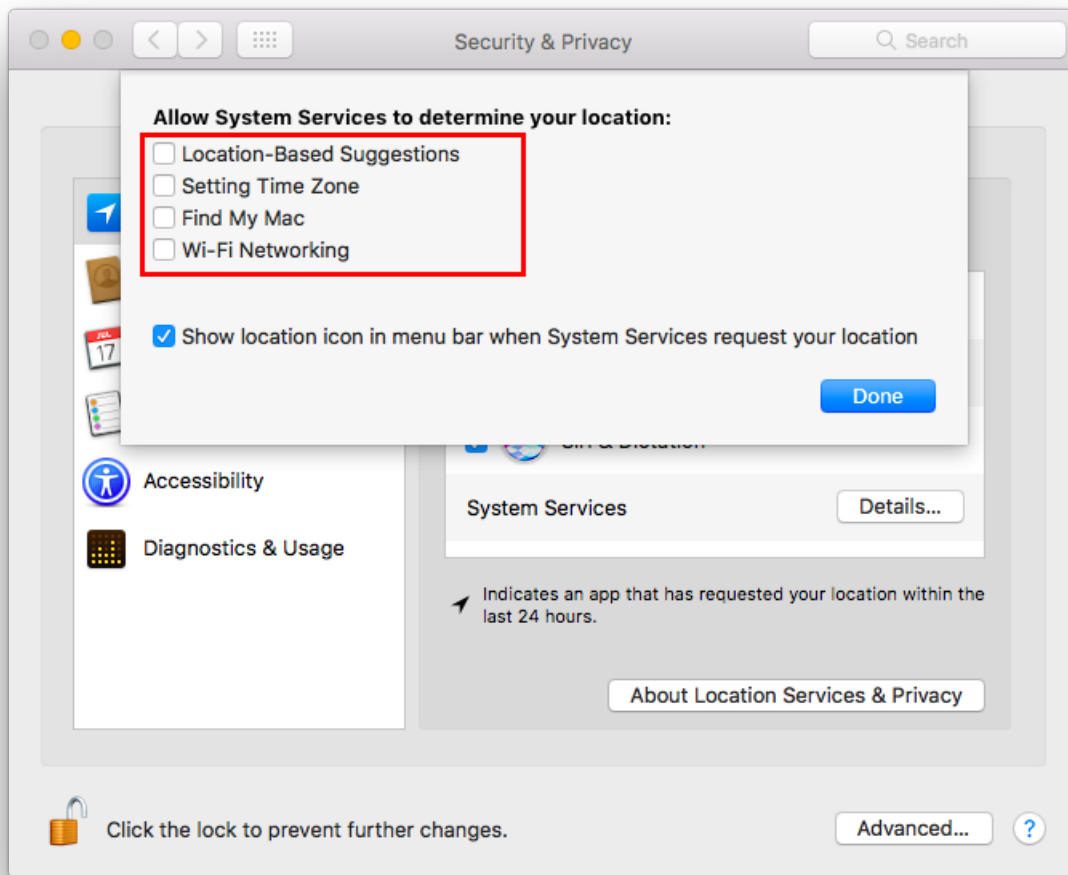 Security & Privacy
Search
Allow System Services to determine your location:
Location-Based Suggestions
Setting Time Zone
Find My Mac
Wi-Fi Networking
Show location icon in menu bar when System Services request your location
Done
JUL
17
Siri & Dictation
Accessibility
System Services
Details...
Diagnostics & Usage
Indicates an app that has requested your location within the
last 24 hours.
About Location Services & Privacy
Click the lock to prevent further changes.
Advanced...
?